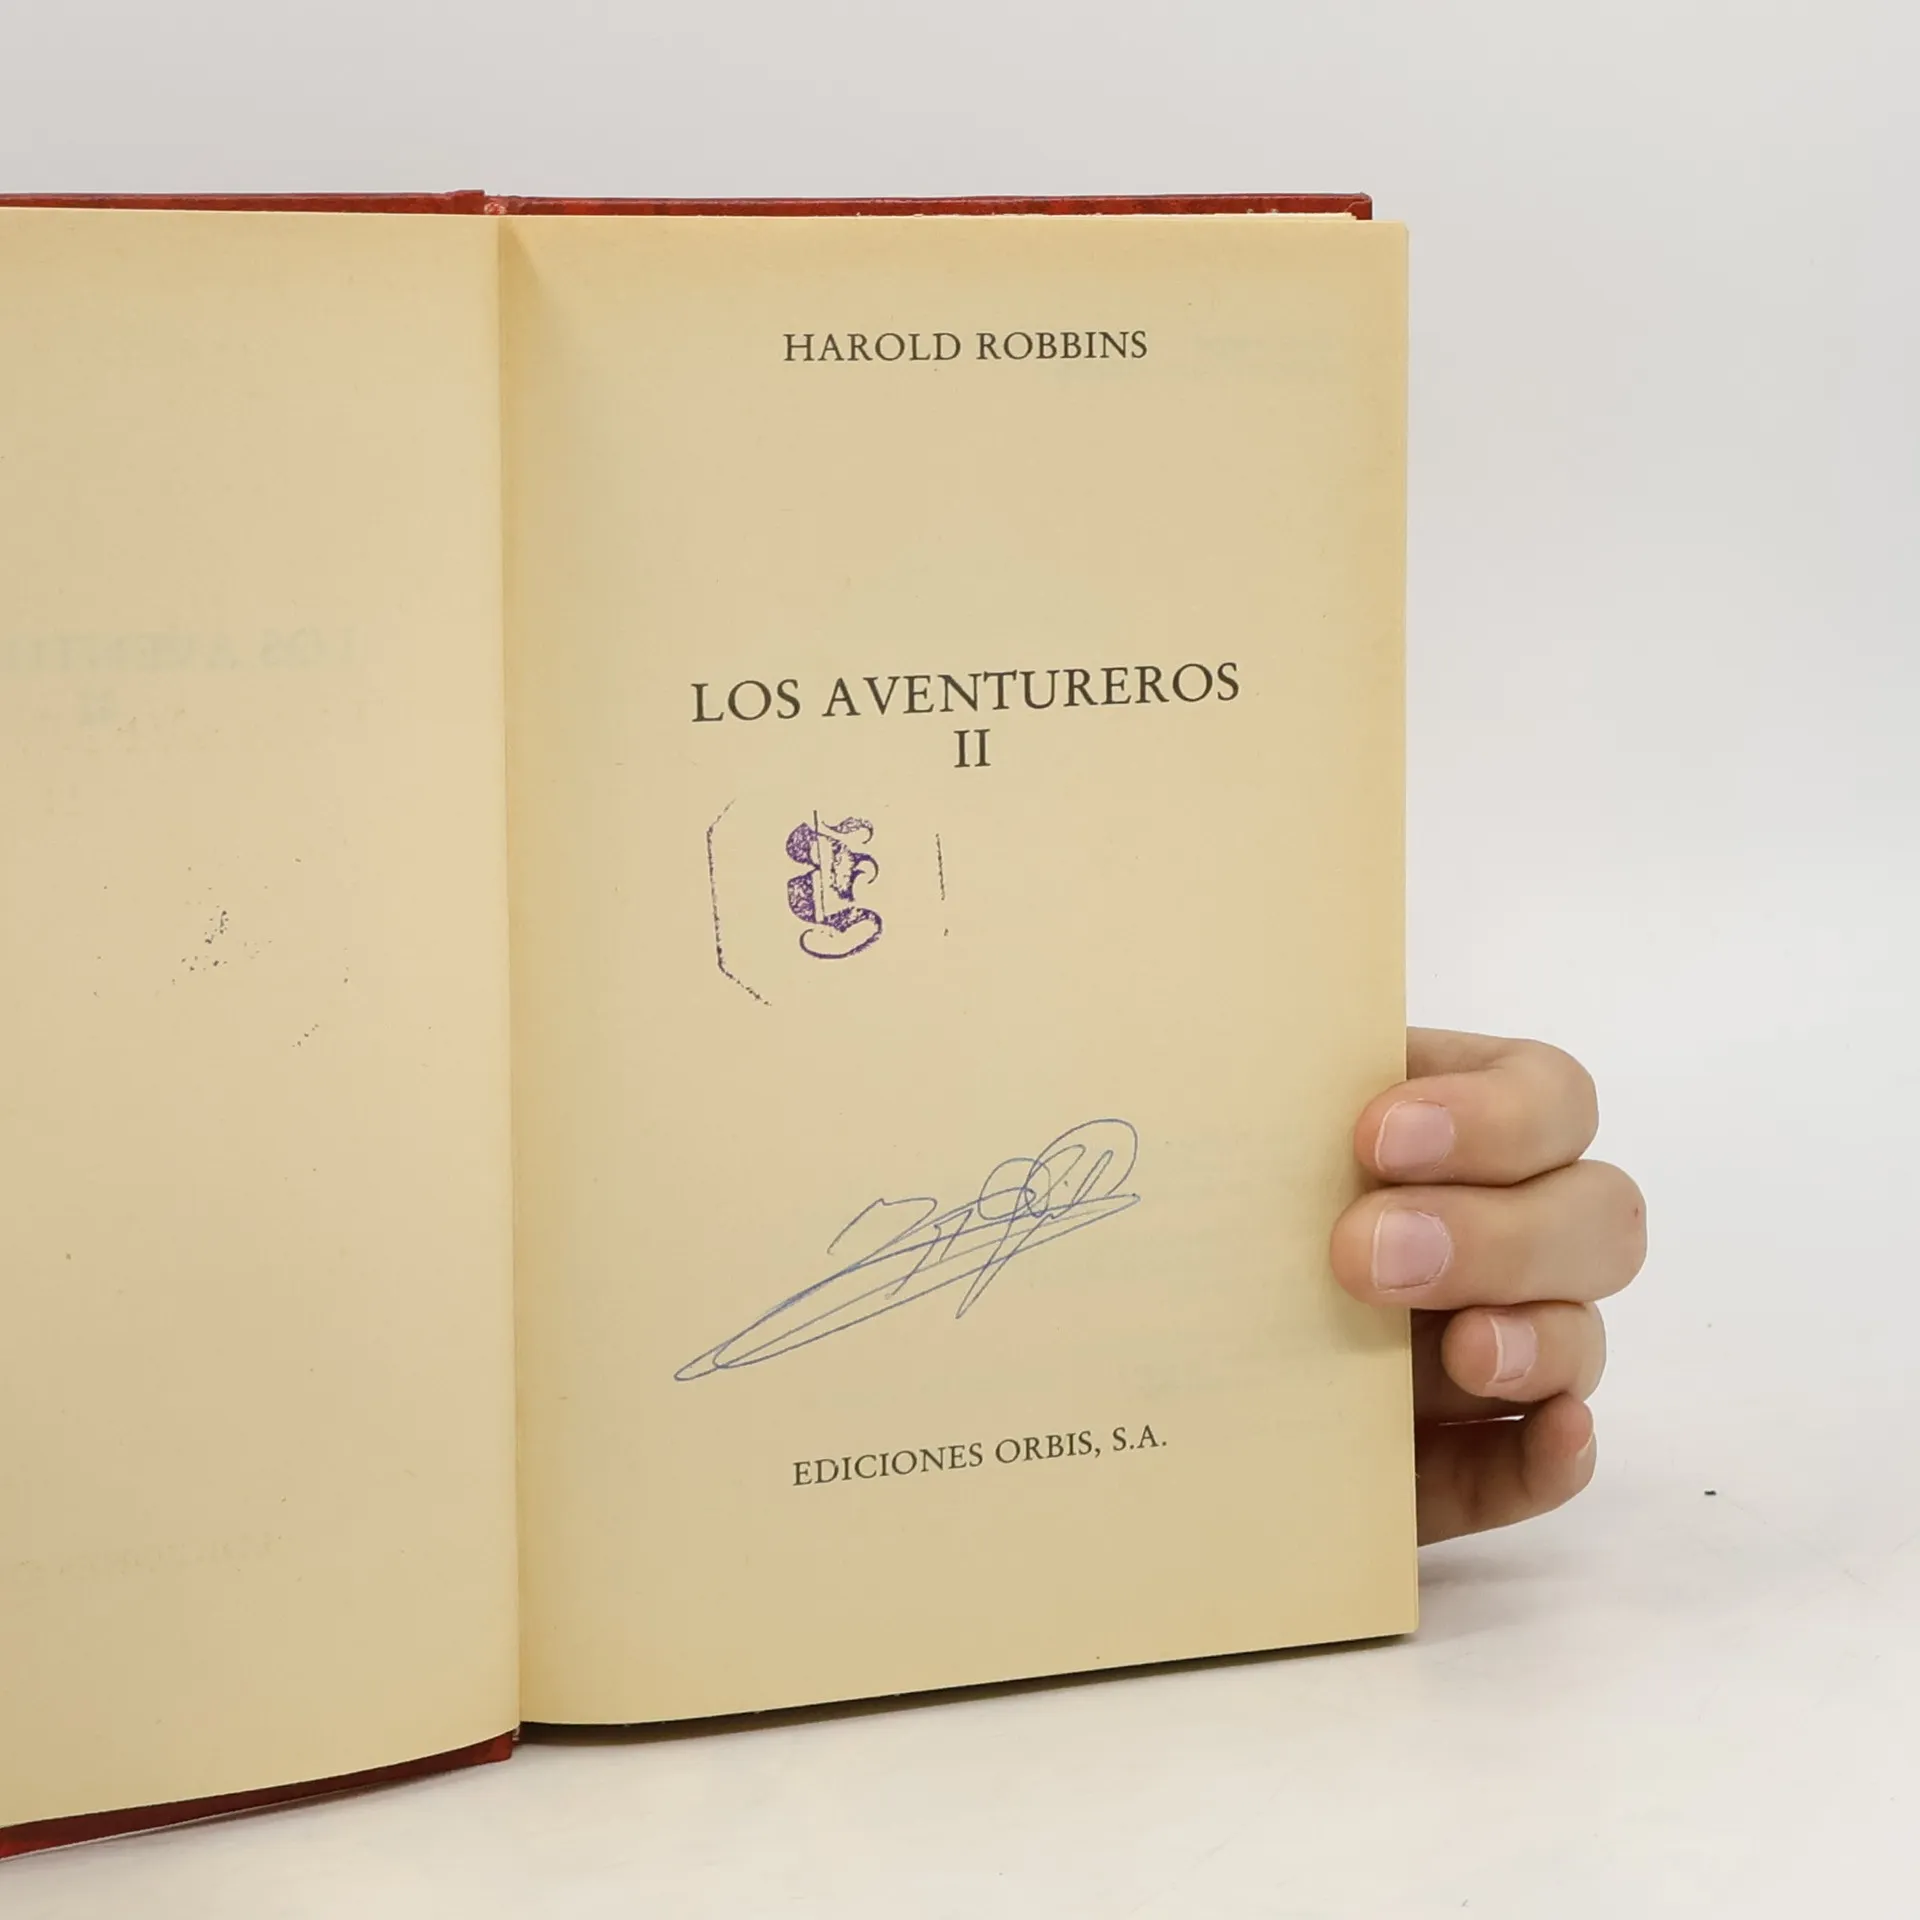 HAROLD ROBBINS
LOS AVENTUREROS
II
E
EDICIONES ORBIS, S.A.